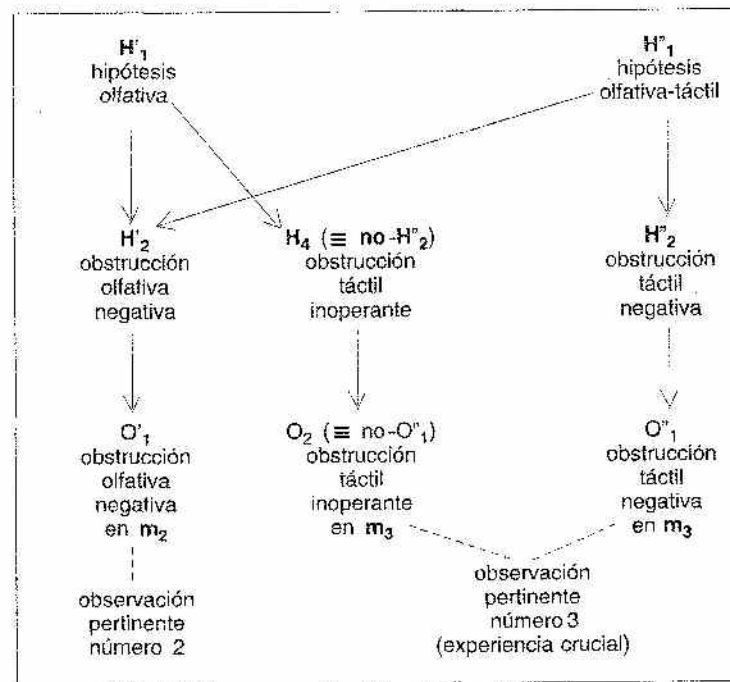 H'₁
hipótesis
olfativa
H"₁
hipótesis
olfativa-táctil
H'₂
obstrucción
olfativa
negativa
H₄ (≡ no-H"₂)
obstrucción
táctil
inoperante
H"₂
obstrucción
táctil
negativa
O'₁
obstrucción
olfativa
negativa
en m₂
O₂ (≡ no-O"₁)
obstrucción
táctil
inoperante
en m₃
O"₁
obstrucción
táctil
negativa
en m₃
observación
pertinente
número 2
observación
pertinente
número 3
(experiencia crucial)